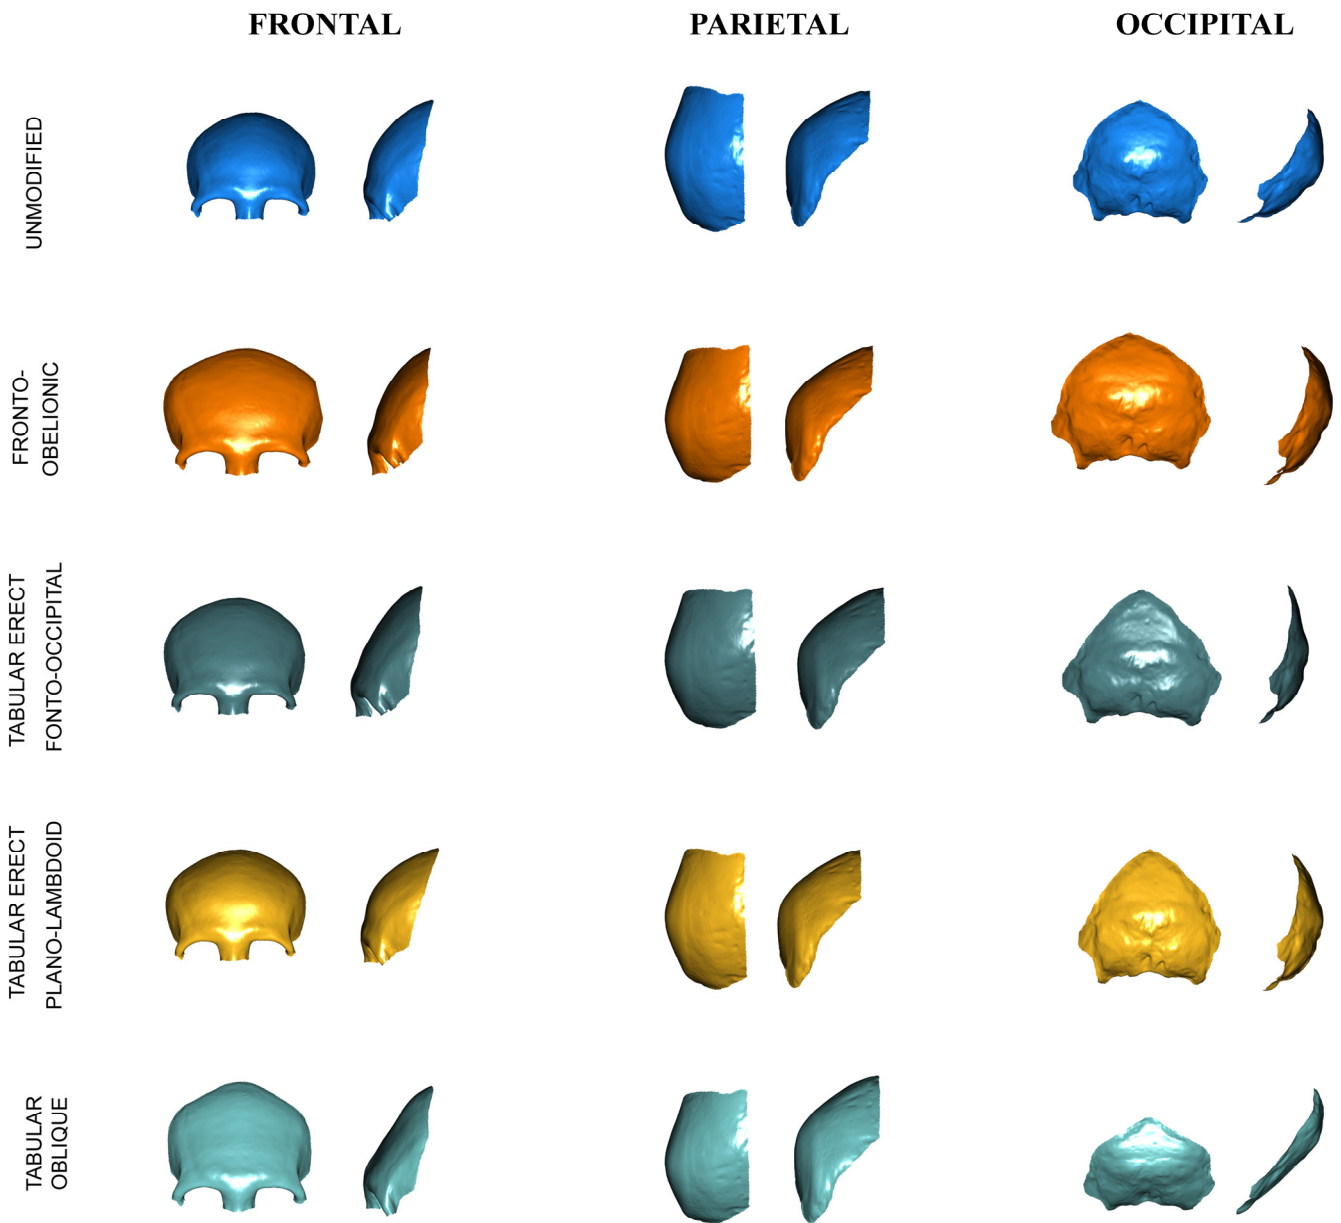 FRONTAL
PARIETAL
OCCIPITAL
UNMODIFIED
FRONTO-
OBELIONIC
TABULAR ERECT
FONTO-OCCIPITAL
TABULAR ERECT
PLANO-LAMBDOID
TABULAR
OBLIQUE